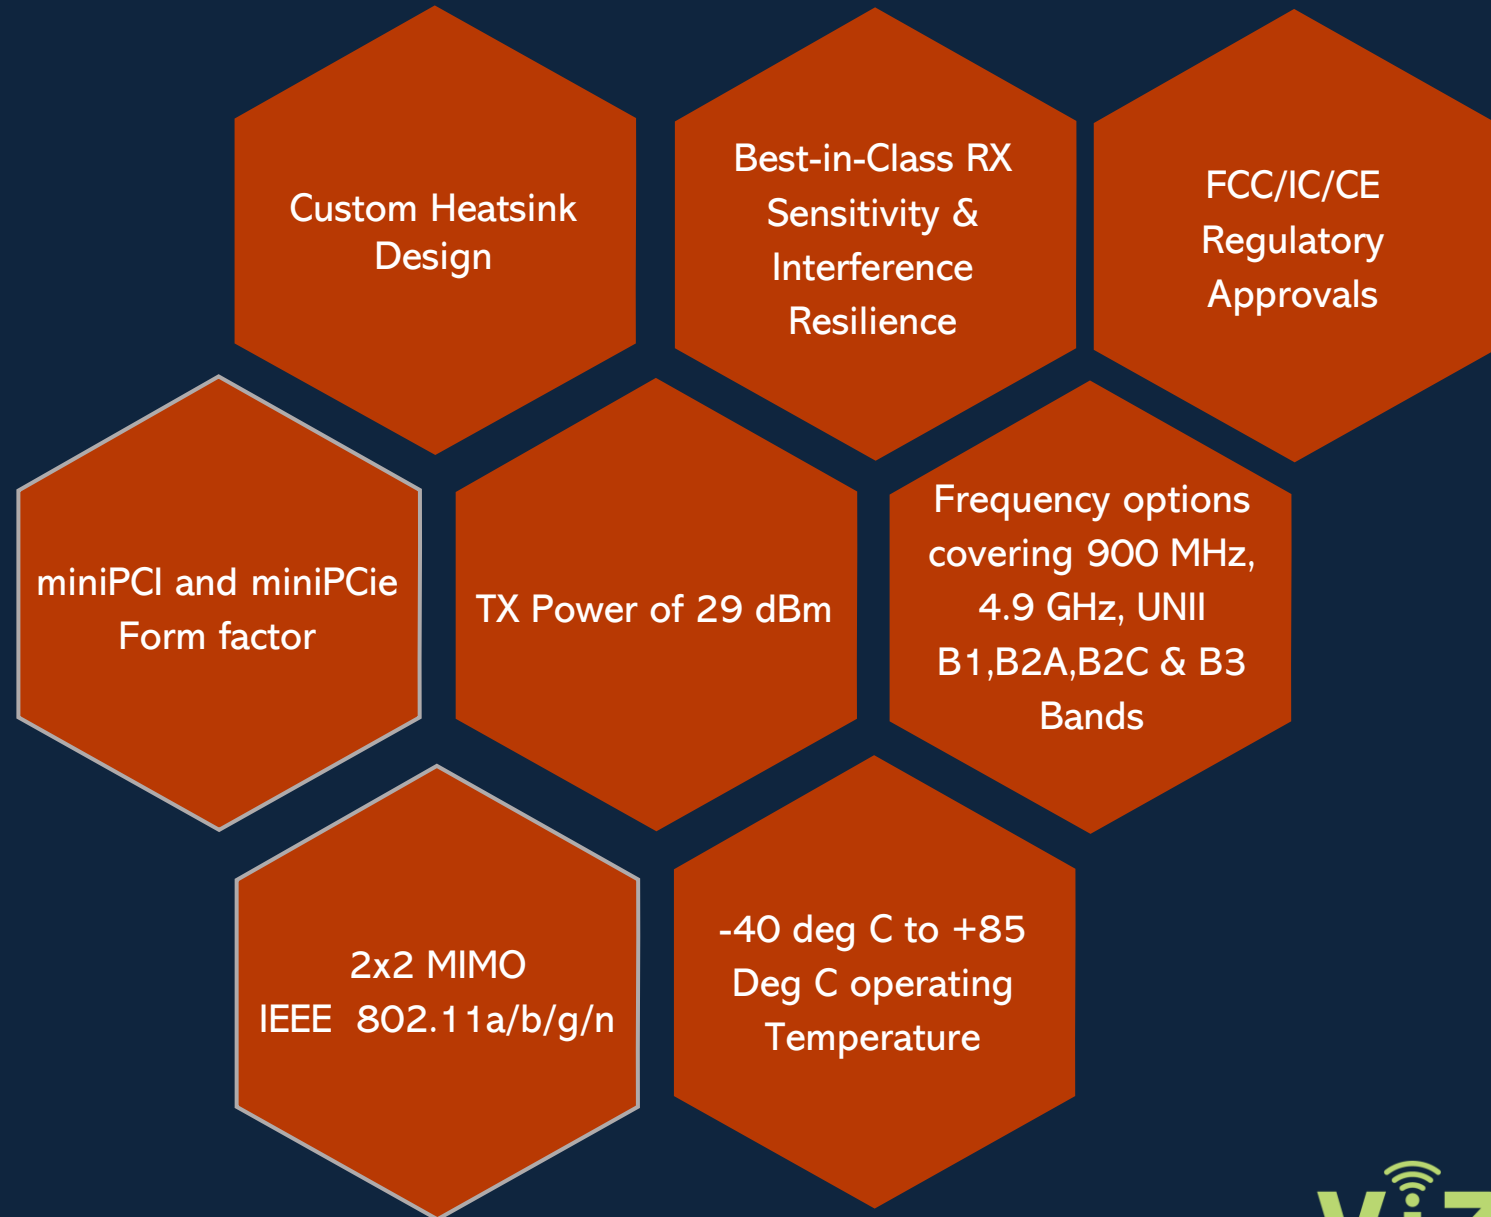 Custom Heatsink
Design
Best-in-Class RX
Sensitivity &
Interference
Resilience
FCC/IC/CE
Regulatory
Approvals
miniPCI and miniPCie
Form factor
TX Power of 29 dBm
Frequency options
covering 900 MHz,
4.9 GHz, UNII
B1,B2A,B2C & B3
Bands
2x2 MIMO
IEEE  802.11a/b/g/n
-40 deg C to +85
Deg C operating
Temperature